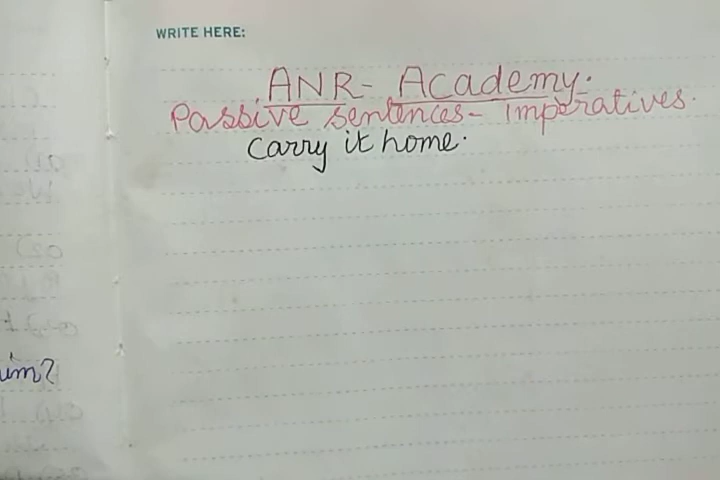 WRITE HERE:
ANR- Academy.
Passive sentences- Imperatives.
Carry it home.